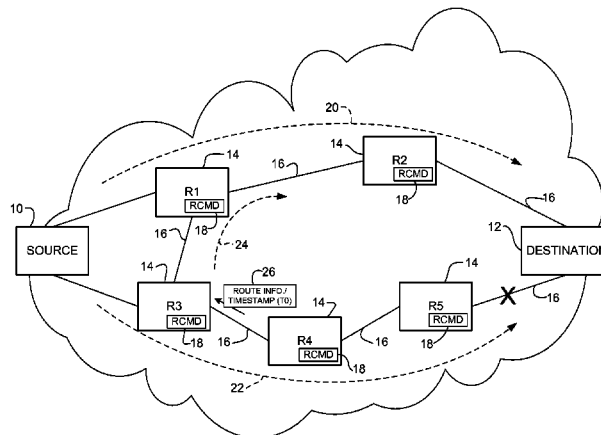 20
14
14
R2
RCMD
16
R1
RCMD
18
16
10
SOURCE
16
18
24
12
DESTINATION
14
26
ROUTE INFO./
TIMESTAMP (T0)
14
14
16
R3
RCMD
18
R5
RCMD
18
X
16
R4
RCMD
18
16
22